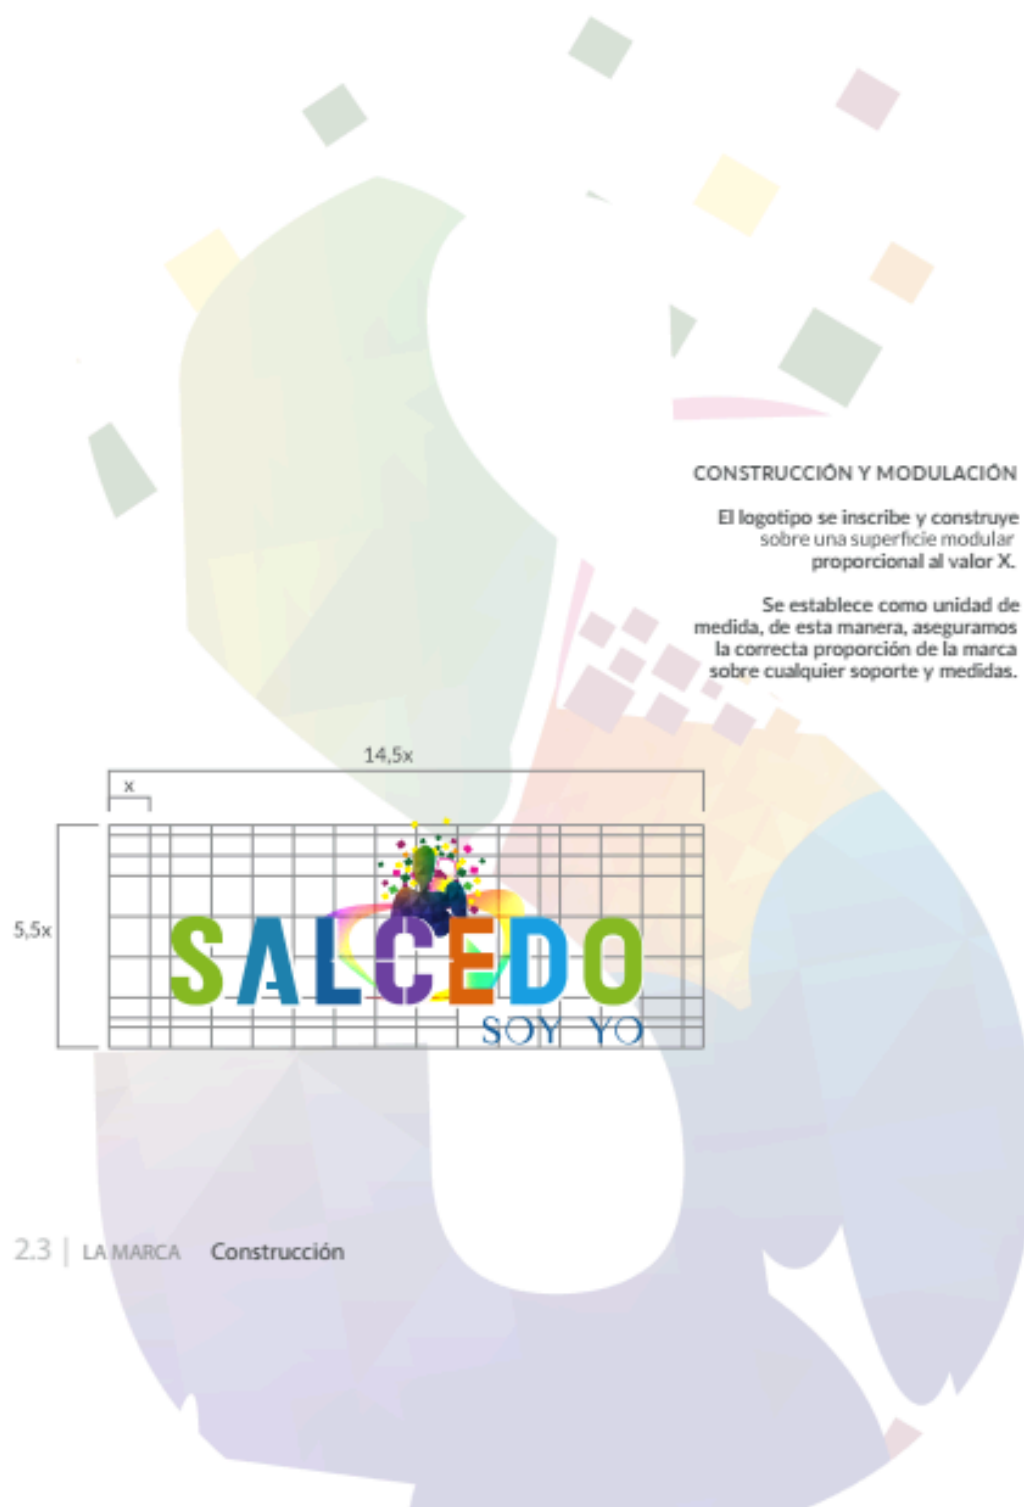 CONSTRUCCIÓN Y MODULACIÓN
El logotipo se inscribe y construye
sobre una superficie modular
proporcional al valor X.
Se establece como unidad de
medida, de esta manera, aseguramos
la correcta proporción de la marca
sobre cualquier soporte y medidas.
14,5x
x
5,5x
SALCEDO
SOY YO
2.3 | LA MARCA Construcción